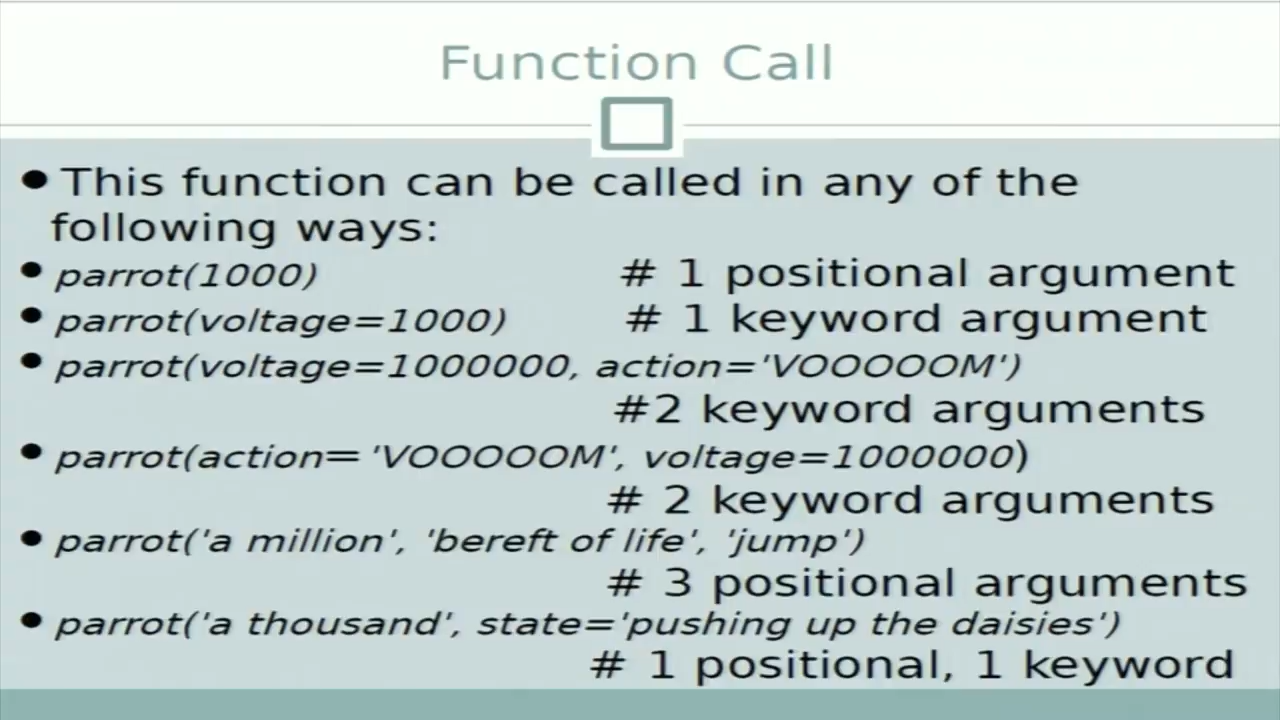 Function Call
• This function can be called in any of the
following ways:
• parrot(1000) # 1 positional argument
• parrot(voltage=1000) # 1 keyword argument
• parrot(voltage=1000000, action='VOOOOOM')
#2 keyword arguments
• parrot(action= 'VOOOOOM', voltage=1000000)
# 2 keyword arguments
• parrot('a million', 'bereft of life', 'jump')
# 3 positional arguments
• parrot('a thousand', state='pushing up the daisies')
# 1 positional, 1 keyword